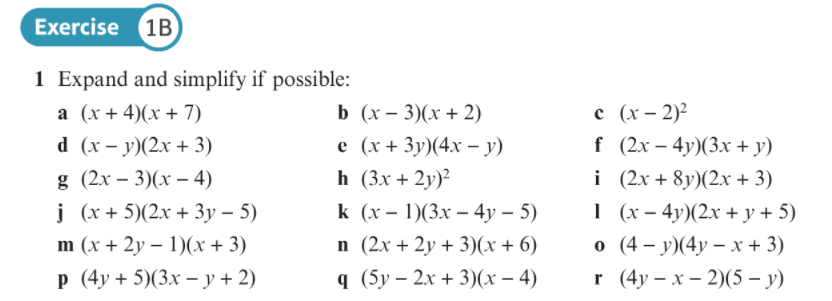 Exercise 1B
1 Expand and simplify if possible:
a (x + 4)(x + 7) b (x − 3)(x + 2) c (x − 2)²
d (x − y)(2x + 3) e (x + 3y)(4x − y) f (2x − 4y)(3x + y)
g (2x − 3)(x − 4) h (3x + 2y)² i (2x + 8y)(2x + 3)
j (x + 5)(2x + 3y − 5) k (x − 1)(3x − 4y − 5) l (x − 4y)(2x + y + 5)
m (x + 2y − 1)(x + 3) n (2x + 2y + 3)(x + 6) o (4 − y)(4y − x + 3)
p (4y + 5)(3x − y + 2) q (5y − 2x + 3)(x − 4) r (4y − x − 2)(5 − y)